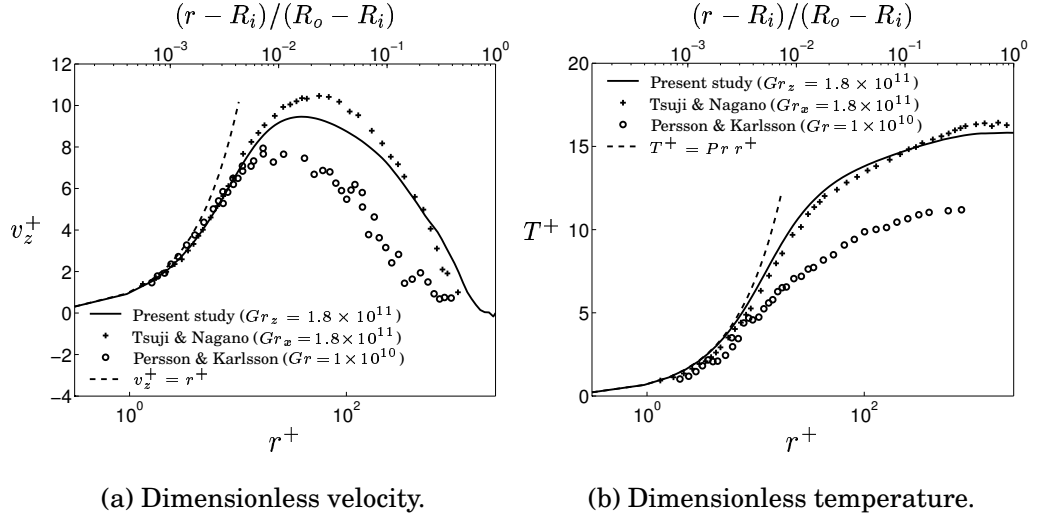 (r − R_i)/(R_o − R_i)
10^−3 10^−2 10^−1 10^0
12
10
8
6
4
2
0
−2
−4
v_z^+
Present study (Gr_z = 1.8 × 10^11)
Tsuji & Nagano (Gr_x = 1.8×10^11)
Persson & Karlsson (Gr = 1×10^10)
v_z^+ = r^+
10^0 10^2
r^+
(a) Dimensionless velocity.
(r − R_i)/(R_o − R_i)
10^−3 10^−2 10^−1 10^0
20
15
10
5
0
T^+
Present study (Gr_z = 1.8 × 10^11)
Tsuji & Nagano (Gr_x = 1.8×10^11)
Persson & Karlsson (Gr = 1×10^10)
T^+ = Pr r^+
10^0 10^2
r^+
(b) Dimensionless temperature.